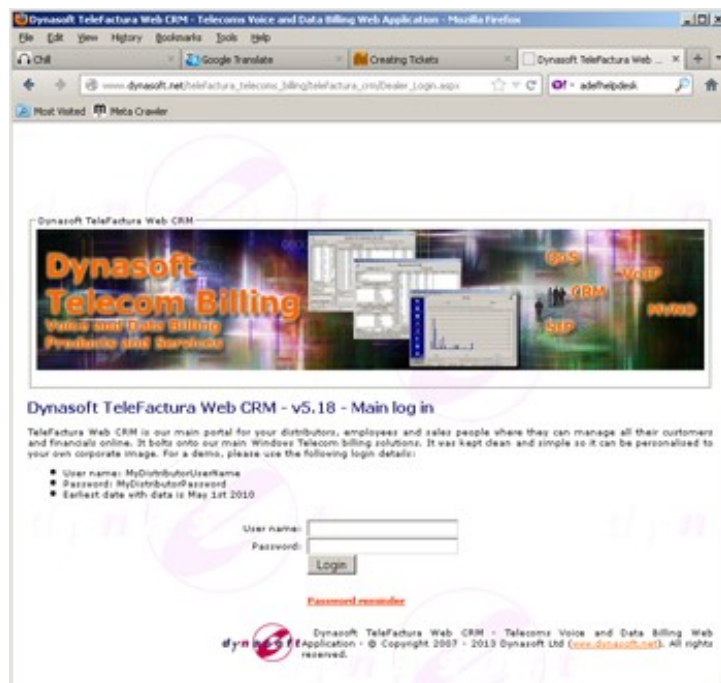 Dynasoft TeleFactura Web CRM - Telecoms Voice and Data Billing Web Application - Mozilla Firefox
File Edit View History Bookmarks Tools Help
Chill Google Translate Creating Tickets Dynasoft TeleFactura Web ...
www.dynasoft.net/telefactura_telecoms_billing/telefactura_crm/Dealer_Login.aspx adefhelpdesk
Most Visited Meta Crawler
Dynasoft TeleFactura Web CRM
Dynasoft
Telecom Billing
Voice and Data Billing
Products and Services
QoS
VoIP
CRM
MVNO
SIP
Dynasoft TeleFactura Web CRM - v5.18 - Main log in
TeleFactura Web CRM is our main portal for your distributors, employees and sales people where they can manage all their customers
and financials online. It bolts onto our main Windows Telecom billing solutions. It was kept clean and simple so it can be personalised to
your own corporate image. For a demo, please use the following login details:
User name: MyDistributorUserName
Password: MyDistributorPassword
Earliest date with data is May 1st 2010
User name:
Password:
Login
Password reminder
dynasoft Dynasoft TeleFactura Web CRM - Telecoms Voice and Data Billing Web
Application - © Copyright 2007 - 2013 Dynasoft Ltd (www.dynasoft.net). All rights
reserved.